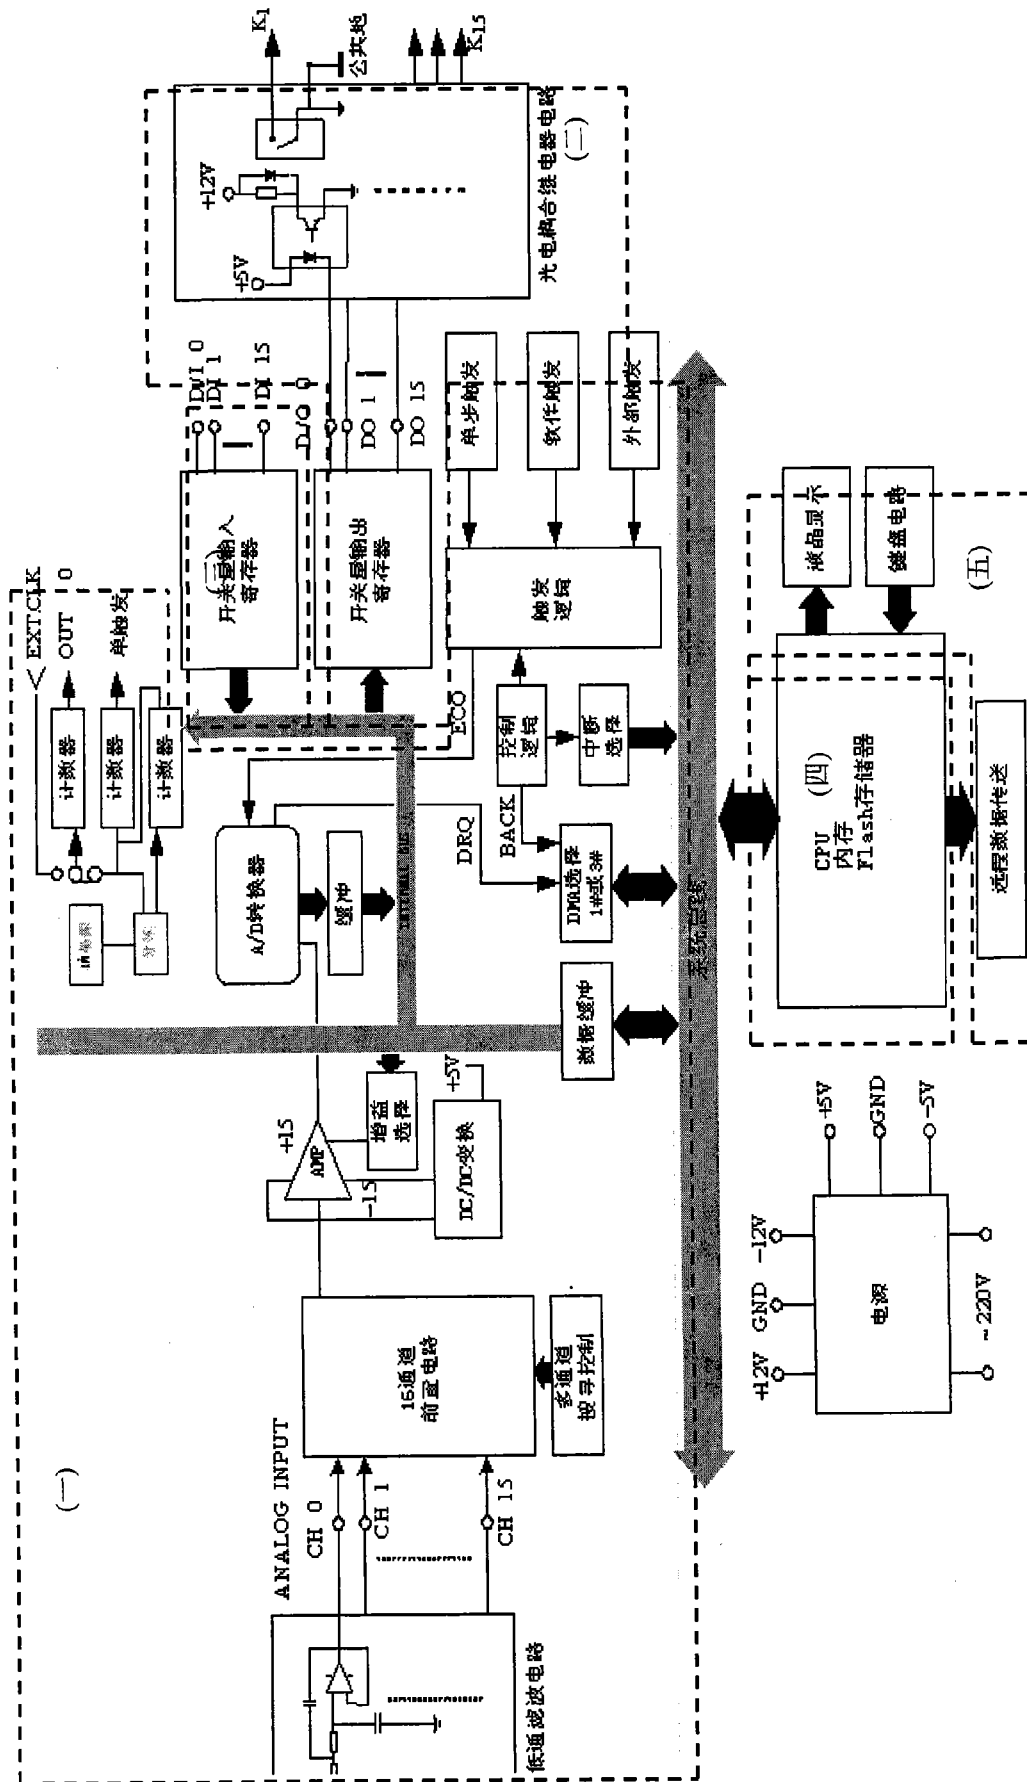 (一)
低通滤波电路
ANALOG INPUT
CH 0
CH 1
CH 15
16通道
前置电路
多通道
搜寻控制
+15
AMP
-15
增益
选择
DC/DC变换
+5V
A/D转换器
缓冲
INTERNAL BUS
数据缓冲
< EXTCLK
OUT 0
单触发
计数器
计数器
计数器
D/I 0
DI 1
DI 15
(三)
开关量输入
寄存器
D/O 0
DO 1
DO 15
开关量输出
寄存器
+5V
+12V
K1
公共地
K15
光电耦合继电器电路
(二)
单步触发
软件触发
外部触发
触发
逻辑
ECO
控制
逻辑
中断
选择
BACK
DRQ
DMA选择
1#或3#
系统总线
液晶显示
键盘电路
(五)
(四)
CPU
内存
Flash存储器
远程数据传送
电源
+12V
GND
-12V
+5V
GND
-5V
~220V